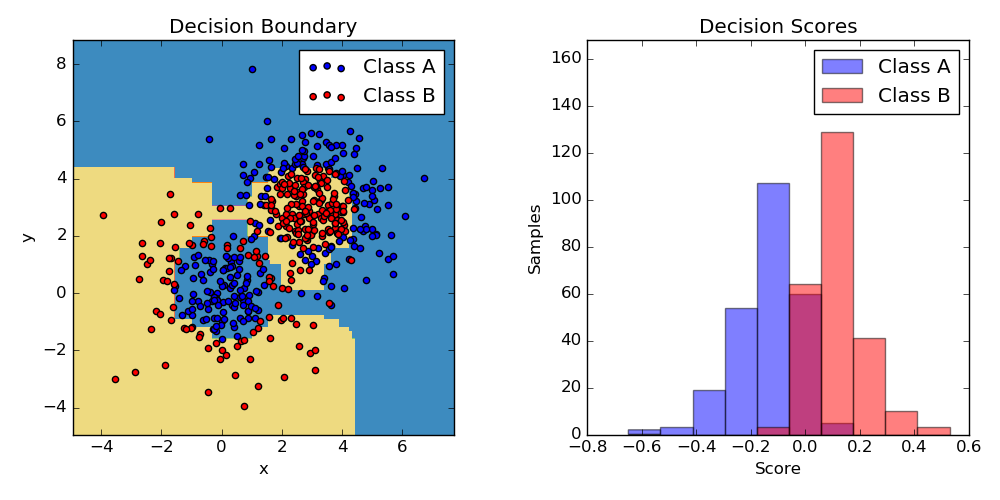 Decision Boundary
Class A
Class B
8
6
4
2
0
−2
−4
y
−4 −2 0 2 4 6
x
Decision Scores
Class A
Class B
160
140
120
100
80
60
40
20
0
Samples
−0.8 −0.6 −0.4 −0.2 0.0 0.2 0.4 0.6
Score